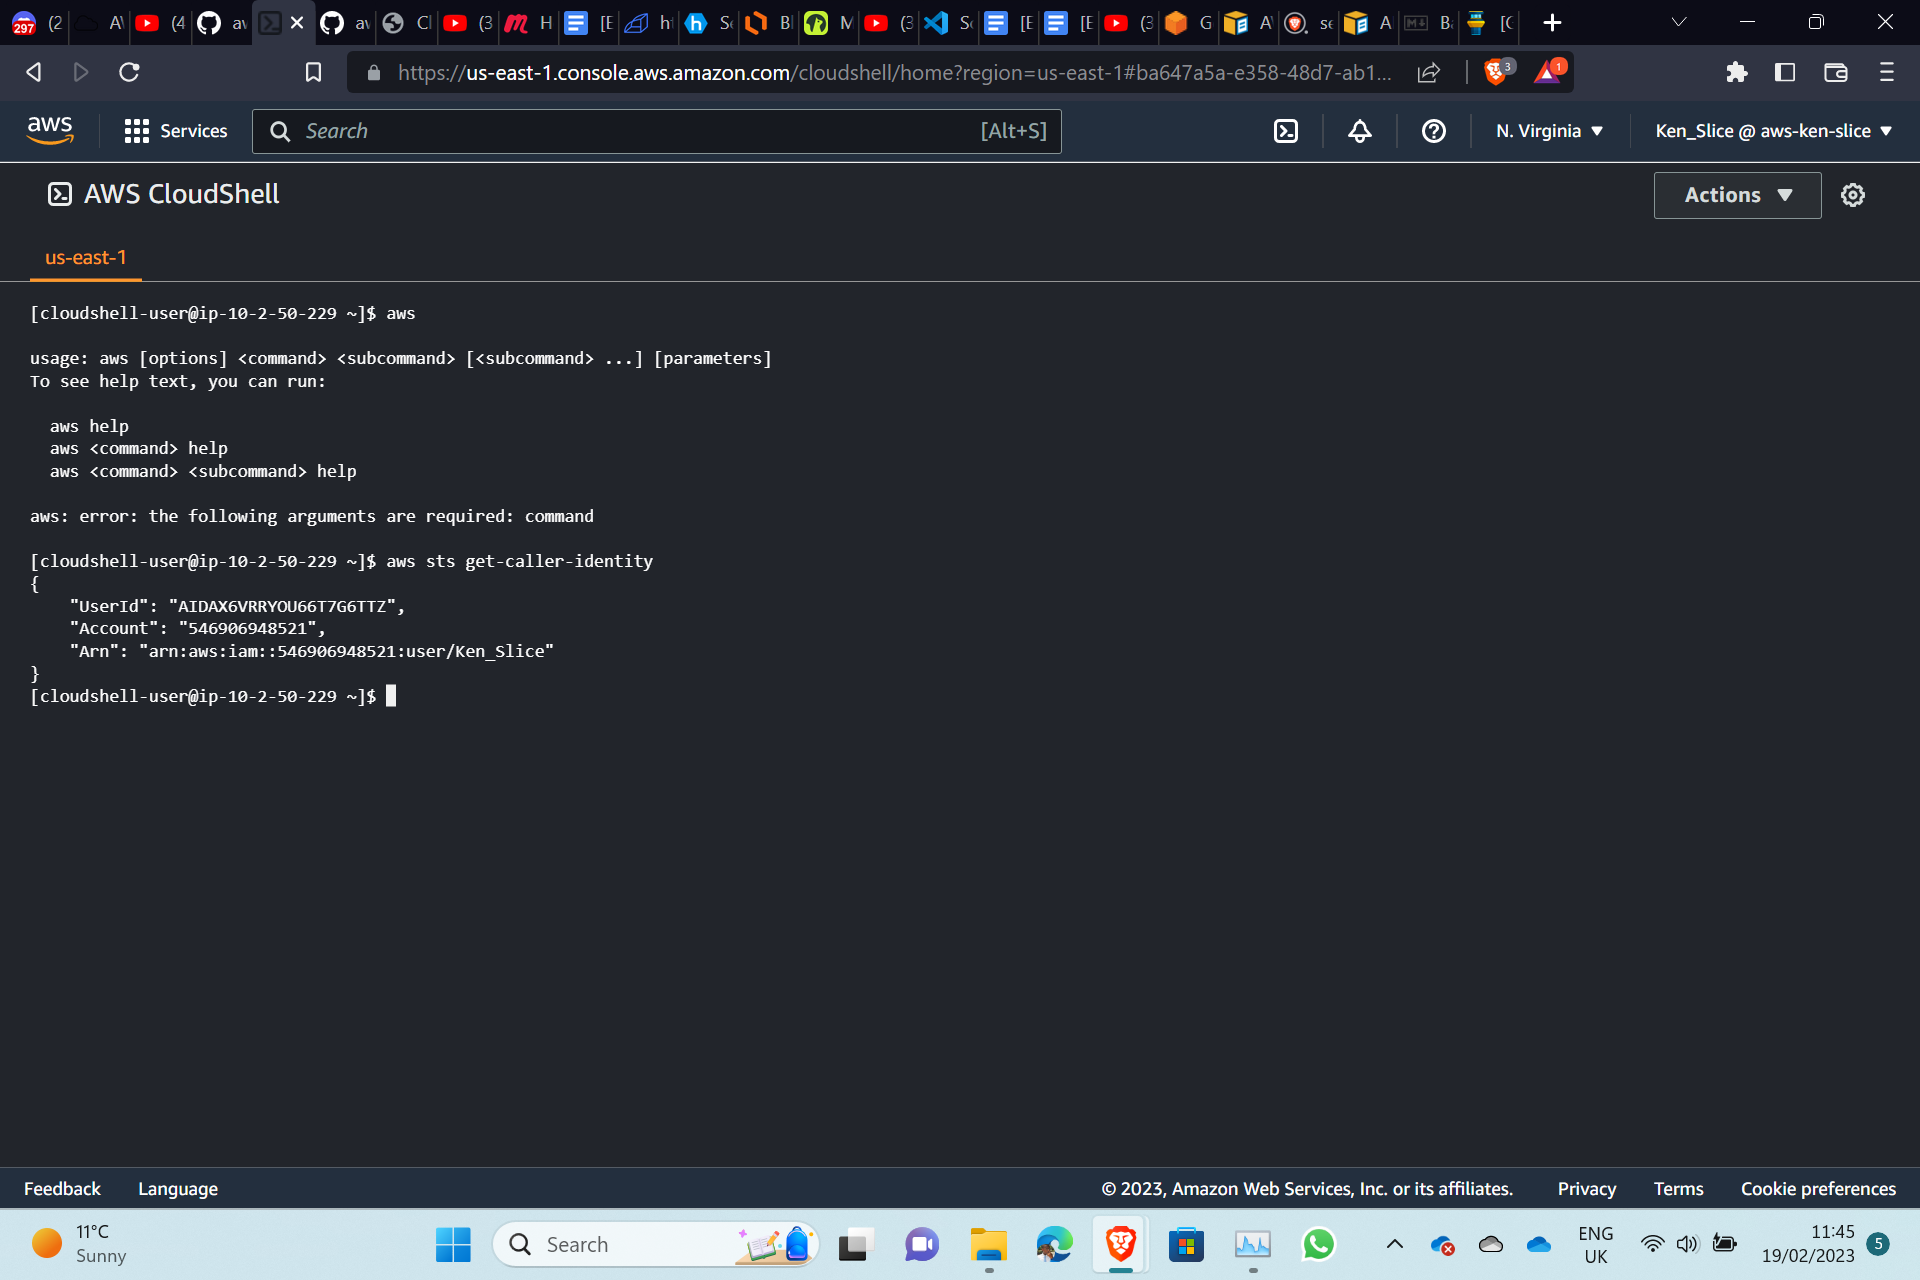 297 (2 A (4 av av Cl (3 H [E h Se Bl M (3 Sc [E [E (3 G A se A B [C
https://us-east-1.console.aws.amazon.com/cloudshell/home?region=us-east-1#ba647a5a-e358-48d7-ab1... 3 1
aws Services Search [Alt+S] N. Virginia Ken_Slice @ aws-ken-slice
AWS CloudShell Actions
us-east-1
[cloudshell-user@ip-10-2-50-229 ~]$ aws
usage: aws [options] <command> <subcommand> [<subcommand> ...] [parameters]
To see help text, you can run:
aws help
aws <command> help
aws <command> <subcommand> help
aws: error: the following arguments are required: command
[cloudshell-user@ip-10-2-50-229 ~]$ aws sts get-caller-identity
{
"UserId": "AIDAX6VRRYOU66T7G6TTZ",
"Account": "546906948521",
"Arn": "arn:aws:iam::546906948521:user/Ken_Slice"
}
[cloudshell-user@ip-10-2-50-229 ~]$
Feedback Language © 2023, Amazon Web Services, Inc. or its affiliates. Privacy Terms Cookie preferences
11°C
Sunny
Search
ENG
UK
11:45
19/02/2023
5